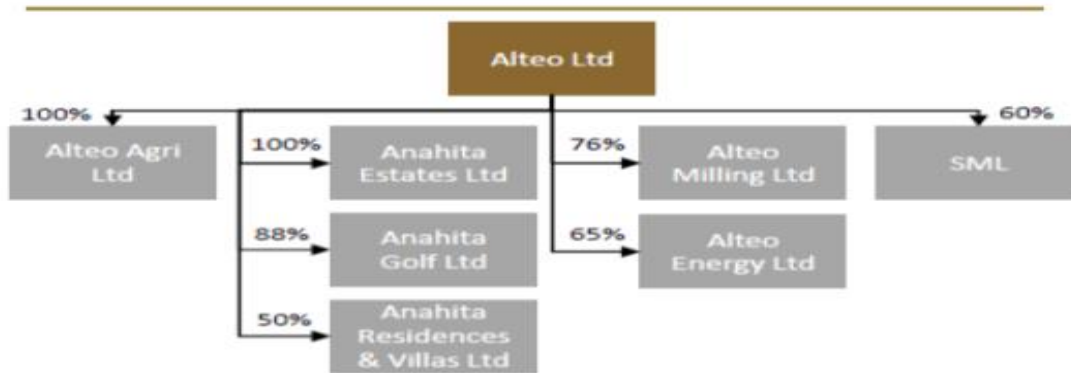 Alteo Ltd
100%
Alteo Agri
Ltd
100%
Anahita
Estates Ltd
88%
Anahita
Golf Ltd
50%
Anahita
Residences
& Villas Ltd
76%
Alteo
Milling Ltd
65%
Alteo
Energy Ltd
60%
SML